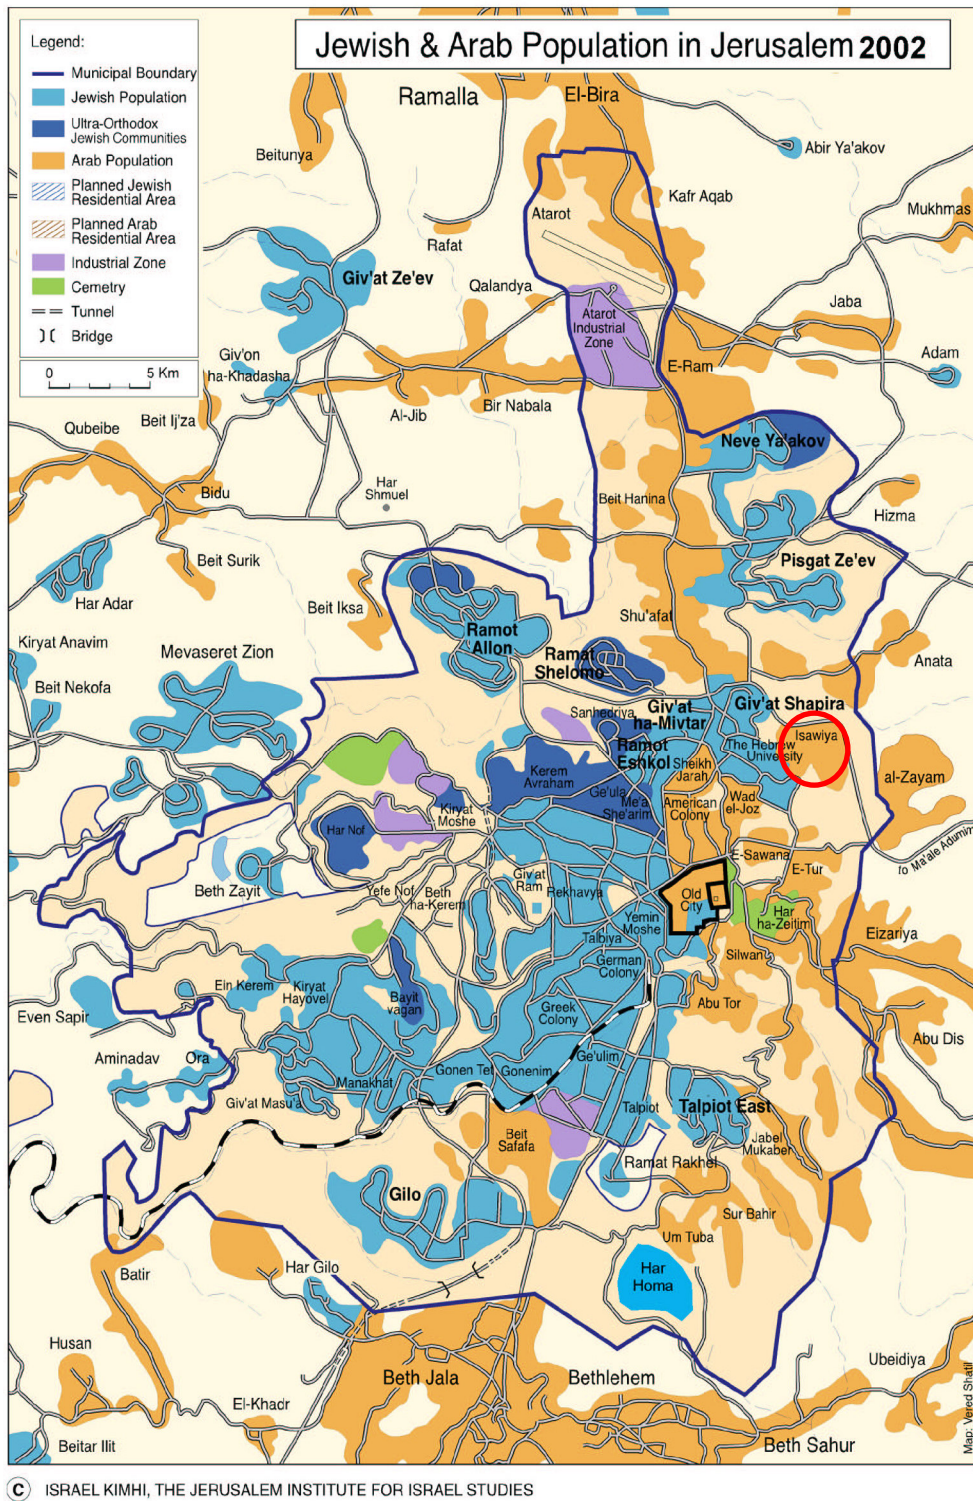 Jewish & Arab Population in Jerusalem 2002
Legend:
Municipal Boundary
Jewish Population
Ultra-Orthodox
Jewish Communities
Arab Population
Planned Jewish
Residential Area
Planned Arab
Residential Area
Industrial Zone
Cemetry
Tunnel
Bridge
0 5 Km
Ramalla
El-Bira
Beitunya
Abir Ya'akov
Kafr Aqab
Atarot
Mukhmas
Rafat
Giv'at Ze'ev
Qalandya
Jaba
Atarot
Industrial
Zone
Giv'on
ha-Khadasha
E-Ram
Adam
Beit Ij'za
Al-Jib
Bir Nabala
Qubeibe
Neve Ya'akov
Bidu
Har
Shmuel
Beit Hanina
Hizma
Beit Surik
Pisgat Ze'ev
Har Adar
Beit Iksa
Shu'afat
Kiryat Anavim
Mevaseret Zion
Ramot
Allon
Ramat
Shelomo
Anata
Beit Nekofa
Sanhedriya
Giv'at
ha-Mivtar
Giv'at Shapira
Isawiya
Ramot
Eshkol
The Hebrew
University
Sheikh
Jarah
al-Zayam
Kerem
Avraham
Ge'ula
Me'a
She'arim
American
Colony
Wad
el-Joz
Kiryat
Moshe
Har Nof
E-Sawana
E-Tur
To Ma'ale Adumim
Beth Zayit
Yefe Nof
Beth
ha-Kerem
Giv'at
Ram
Rekhavya
Old
City
Har
ha-Zeitim
Yemin
Moshe
Talbiya
German
Colony
Silwan
Eizariya
Ein Kerem
Kiryat
Hayovel
Bayit
vagan
Greek
Colony
Abu Tor
Even Sapir
Abu Dis
Aminadav
Ora
Ge'ulim
Manakhat
Gonen Tet
Gonenim
Giv'at Masu'a
Talpiot
Talpiot East
Beit
Safafa
Jabel
Mukaber
Ramat Rakhel
Gilo
Sur Bahir
Um Tuba
Har Gilo
Har
Homa
Batir
Husan
Beth Jala
Bethlehem
Ubeidiya
El-Khadr
Beitar Ilit
Beth Sahur
Map: Vered Shatil
C ISRAEL KIMHI, THE JERUSALEM INSTITUTE FOR ISRAEL STUDIES